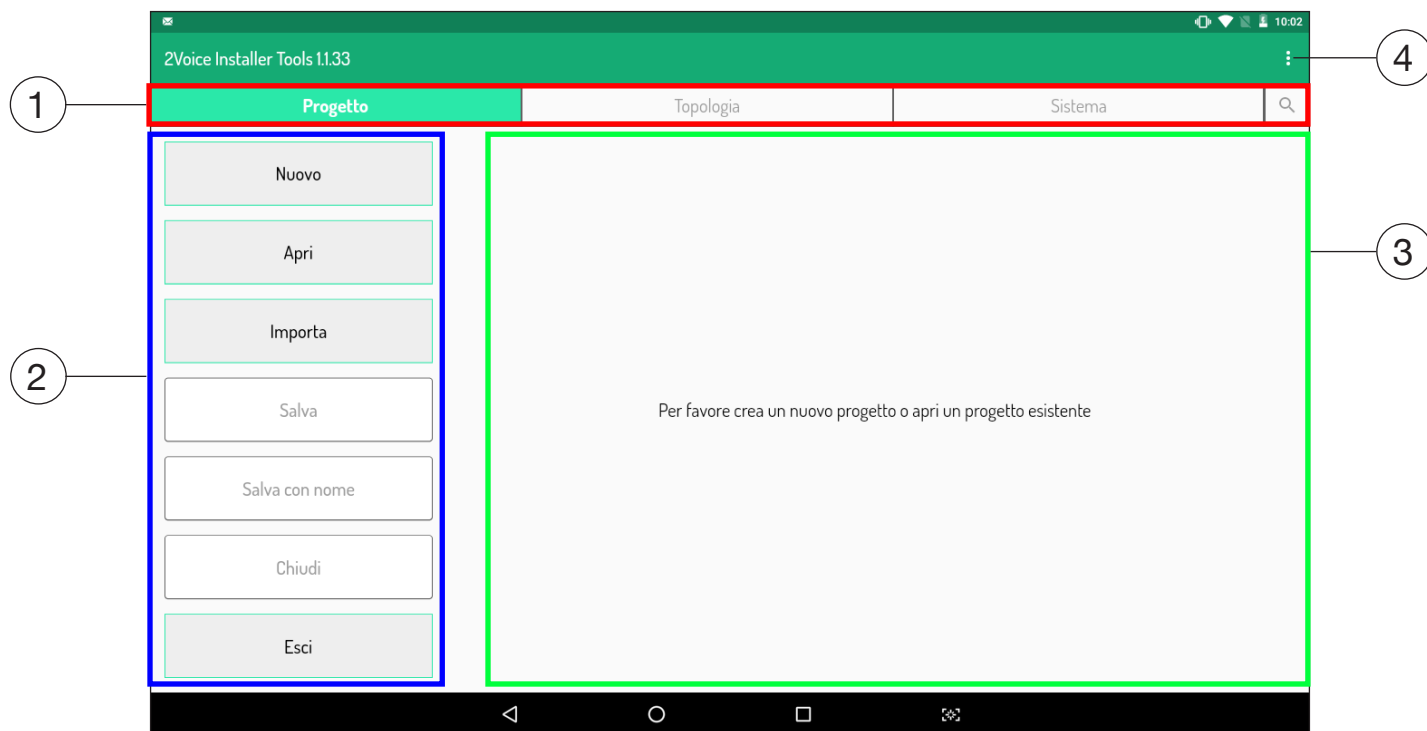 10:02
2Voice Installer Tools 1.1.33
4
1
Progetto Topologia Sistema
Nuovo
Apri
3
Importa
2
Salva
Per favore crea un nuovo progetto o apri un progetto esistente
Salva con nome
Chiudi
Esci